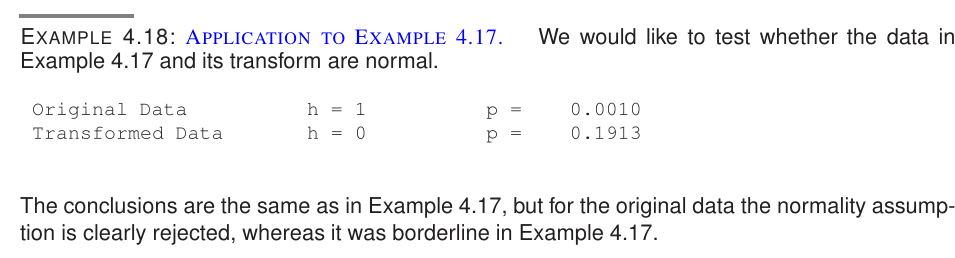 EXAMPLE 4.18: APPLICATION TO EXAMPLE 4.17. We would like to test whether the data in
Example 4.17 and its transform are normal.
Original Data h = 1 p = 0.0010
Transformed Data h = 0 p = 0.1913
The conclusions are the same as in Example 4.17, but for the original data the normality assump-
tion is clearly rejected, whereas it was borderline in Example 4.17.